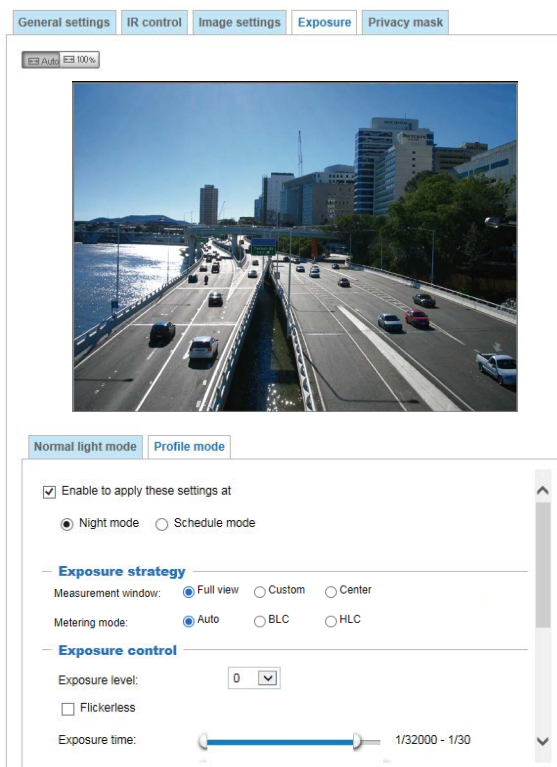 General settings IR control Image settings Exposure Privacy mask
Auto 100%
Normal light mode Profile mode
Enable to apply these settings at
Night mode Schedule mode
Exposure strategy
Measurement window: Full view Custom Center
Metering mode: Auto BLC HLC
Exposure control
Exposure level: 0
Flickerless
Exposure time: 1/32000 - 1/30